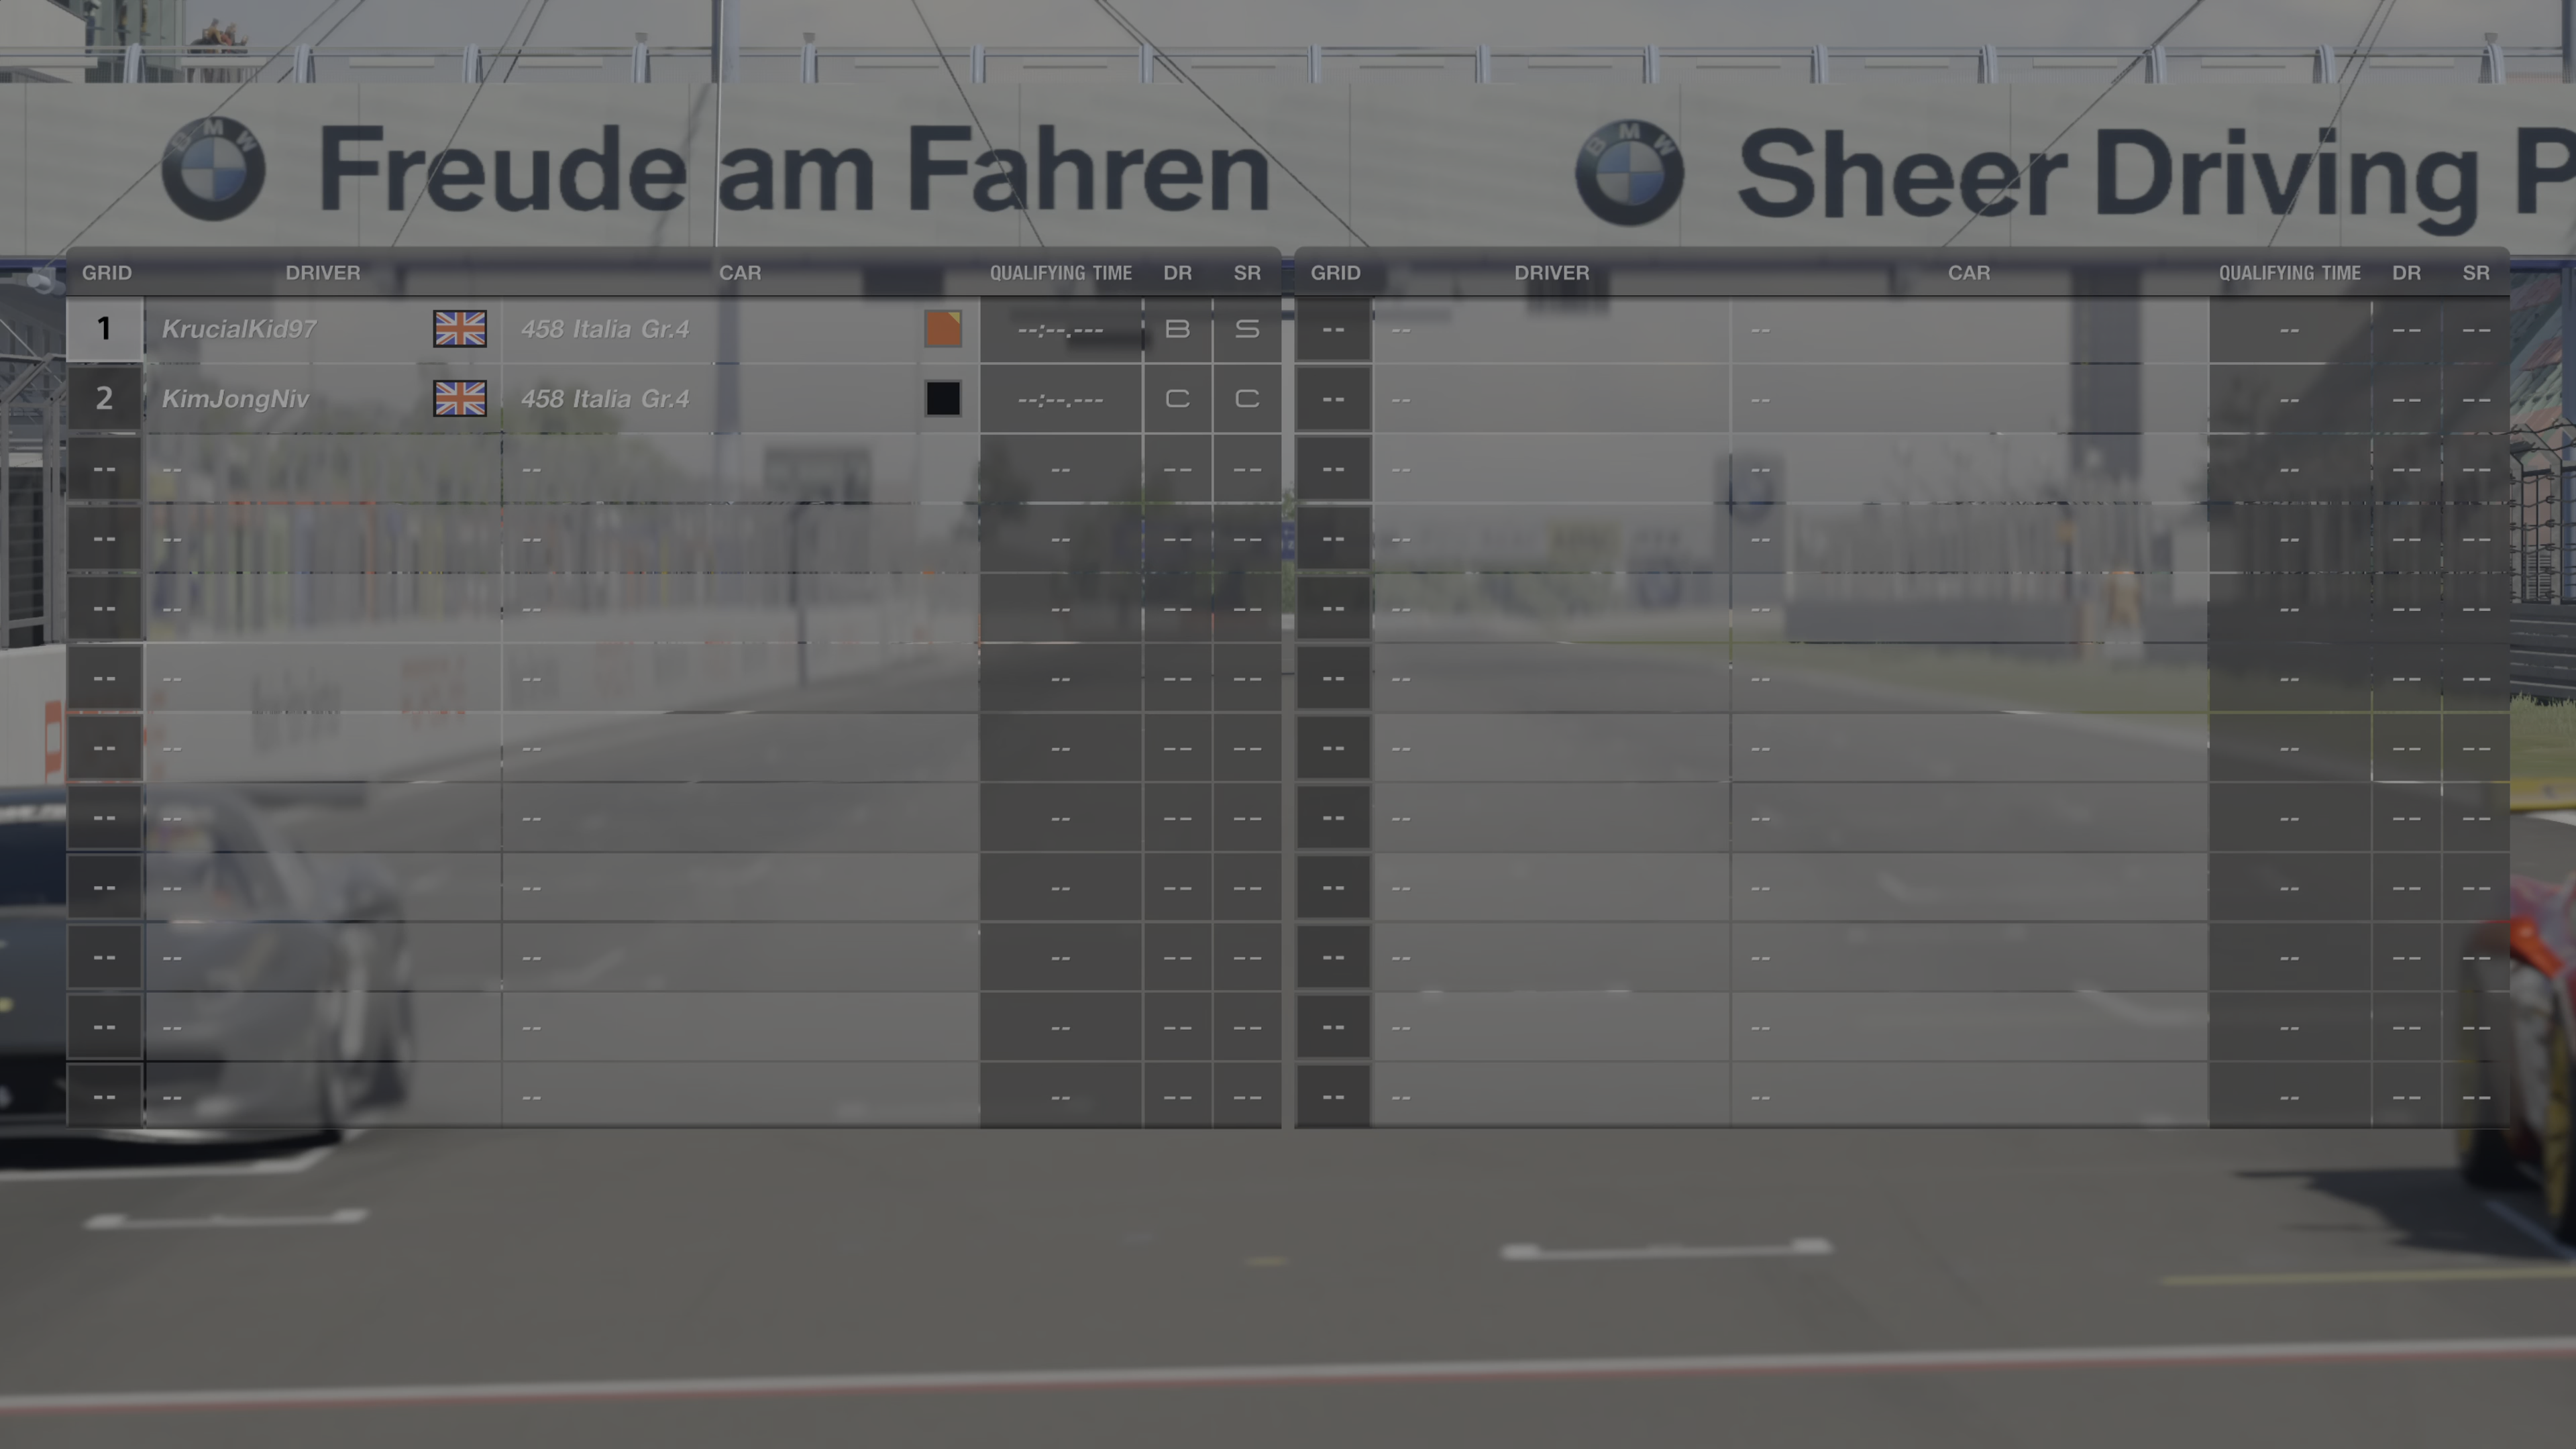 BMW Freude am Fahren BMW Sheer Driving P
GRID DRIVER CAR QUALIFYING TIME DR SR GRID DRIVER CAR QUALIFYING TIME DR SR
1 KrucialKid97 458 Italia Gr.4 --:--.--- B S -- -- -- -- -- --
2 KimJongNiv 458 Italia Gr.4 --:--.--- C C -- -- -- -- -- --
-- -- -- -- -- -- -- -- -- -- -- --
-- -- -- -- -- -- -- -- -- -- -- --
-- -- -- -- -- -- -- -- -- -- -- --
-- -- -- -- -- -- -- -- -- -- -- --
-- -- -- -- -- -- -- -- -- -- -- --
-- -- -- -- -- -- -- -- -- -- -- --
-- -- -- -- -- -- -- -- -- -- -- --
-- -- -- -- -- -- -- -- -- -- -- --
-- -- -- -- -- -- -- -- -- -- -- --
-- -- -- -- -- -- -- -- -- -- -- --